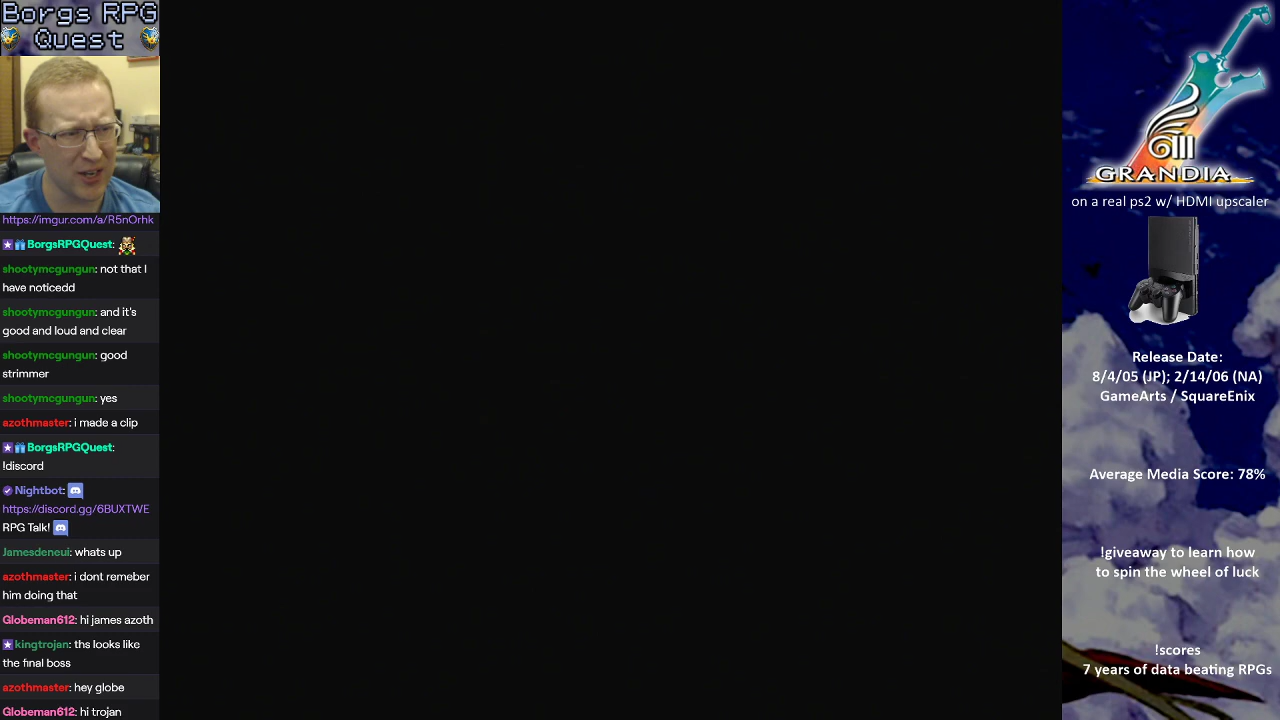 Borgs RPG
Quest
https://imgur.com/a/R5nOrhk
BorgsRPGQuest:
shootymcgungun: not that I
have noticedd
shootymcgungun: and it's
good and loud and clear
shootymcgungun: good
strimmer
shootymcgungun: yes
azothmaster: i made a clip
BorgsRPGQuest:
!discord
Nightbot:
https://discord.gg/6BUXTWE
RPG Talk!
Jamesdeneui: whats up
azothmaster: i dont remeber
him doing that
Globeman612: hi james azoth
kingtrojan: ths looks like
the final boss
azothmaster: hey globe
Globeman612: hi trojan
GIII
GRANDIA
on a real ps2 w/ HDMI upscaler
Release Date:
8/4/05 (JP); 2/14/06 (NA)
GameArts / SquareEnix
Average Media Score: 78%
!giveaway to learn how
to spin the wheel of luck
!scores
7 years of data beating RPGs